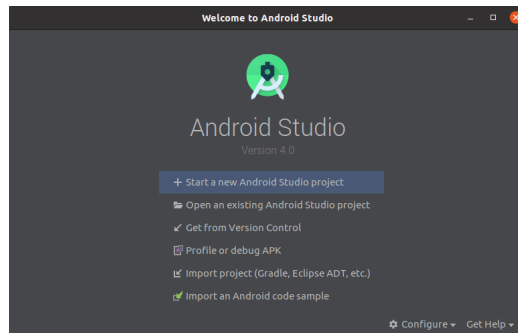 Welcome to Android Studio
Android Studio
Version 4.0
Start a new Android Studio project
Open an existing Android Studio project
Get from Version Control
Profile or debug APK
Import project (Gradle, Eclipse ADT, etc.)
Import an Android code sample
Configure Get Help